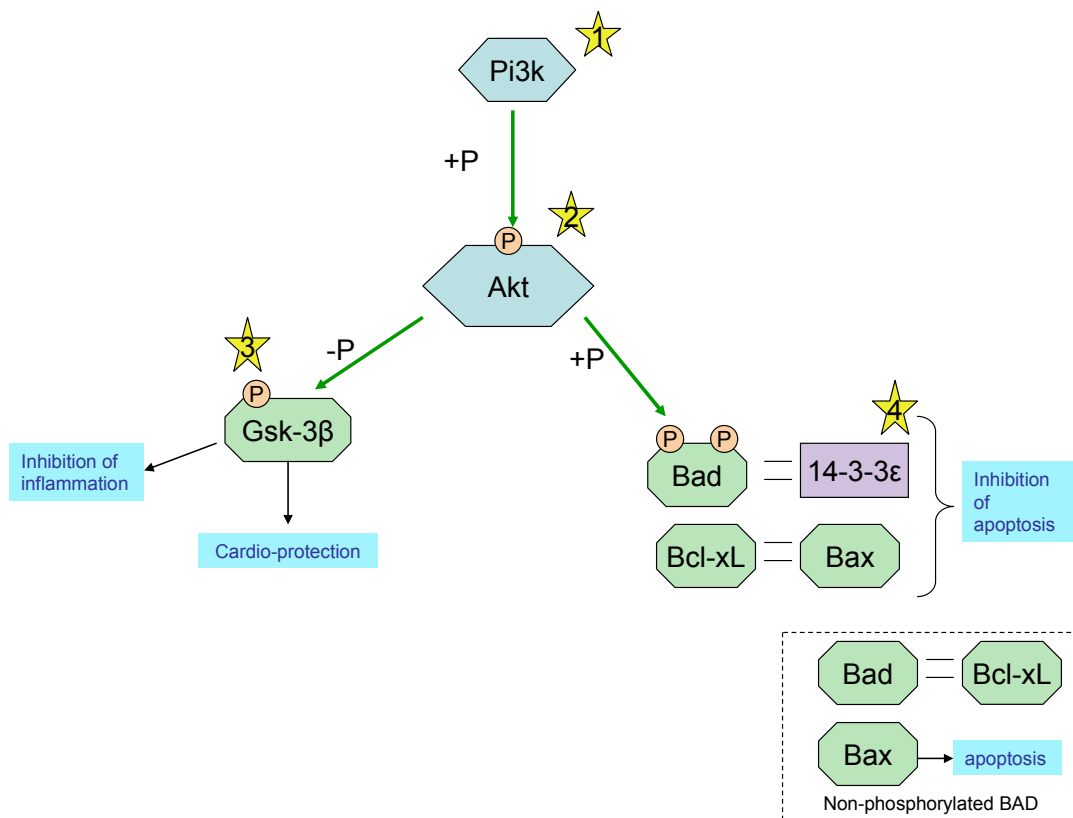 1
Pi3k
+P
2
P
Akt
3
-P
+P
P
Gsk-3β
4
P P
Bad
14-3-3ε
Inhibition of
inflammation
Inhibition
of
apoptosis
Cardio-protection
Bcl-xL
Bax
Bad
Bcl-xL
Bax
apoptosis
Non-phosphorylated BAD